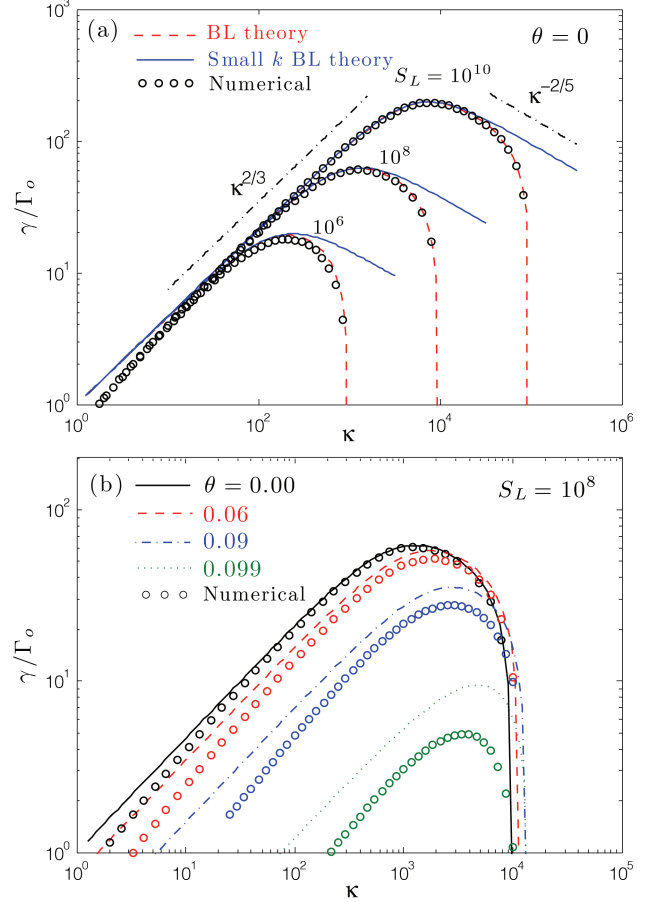 (a)
BL theory
Small k BL theory
Numerical
θ = 0
S_L = 10^10
κ^−2/5
κ^2/3
10^8
10^6
γ/Γ_o
10^3
10^2
10^1
10^0
10^0 10^2 10^4 10^6
κ
(b)
θ = 0.00
0.06
0.09
0.099
Numerical
S_L = 10^8
γ/Γ_o
10^2
10^1
10^0
10^0 10^1 10^2 10^3 10^4 10^5
κ